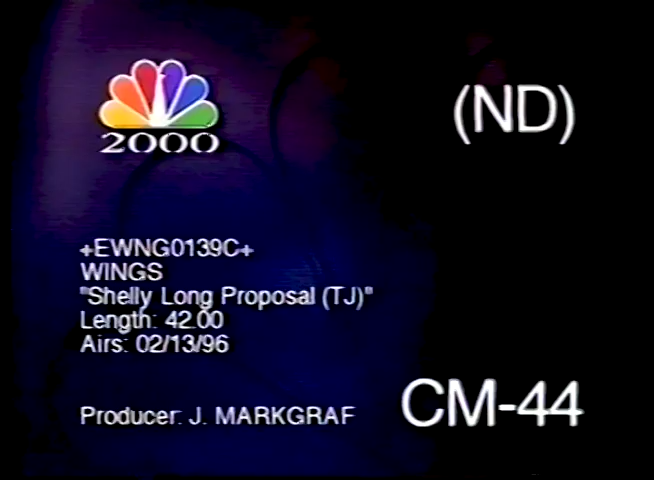 2000
(ND)
+EWNG0139C+
WINGS
"Shelly Long Proposal (TJ)"
Length: 42.00
Airs: 02/13/96
Producer: J. MARKGRAF
CM-44